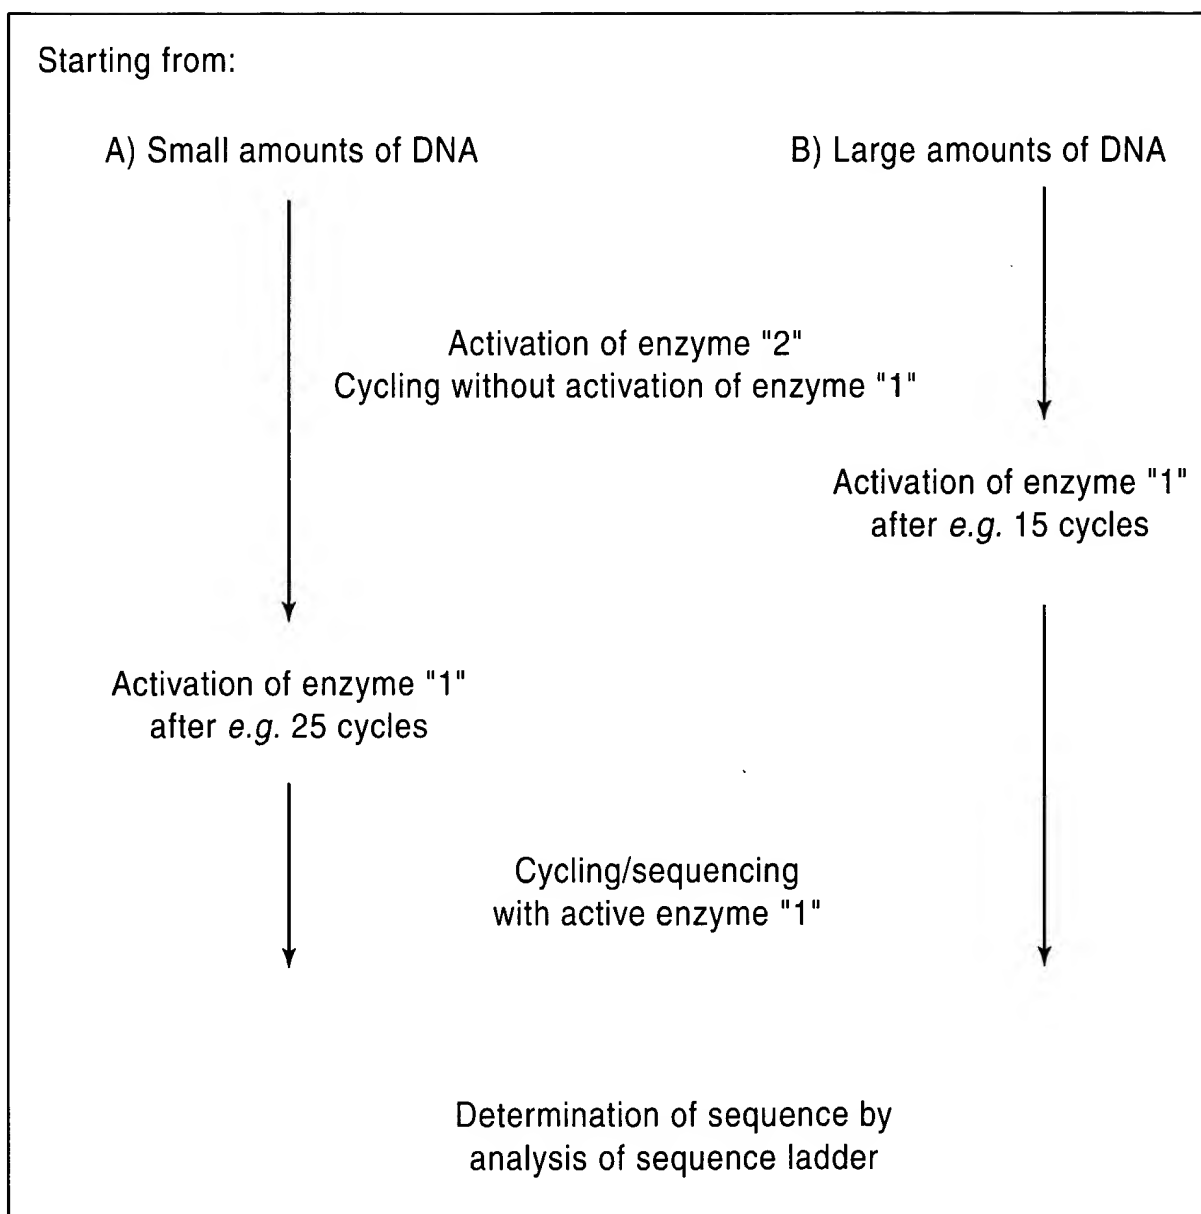 Starting from:
A) Small amounts of DNA
B) Large amounts of DNA
Activation of enzyme "2"
Cycling without activation of enzyme "1"
Activation of enzyme "1"
after e.g. 15 cycles
Activation of enzyme "1"
after e.g. 25 cycles
Cycling/sequencing
with active enzyme "1"
Determination of sequence by
analysis of sequence ladder